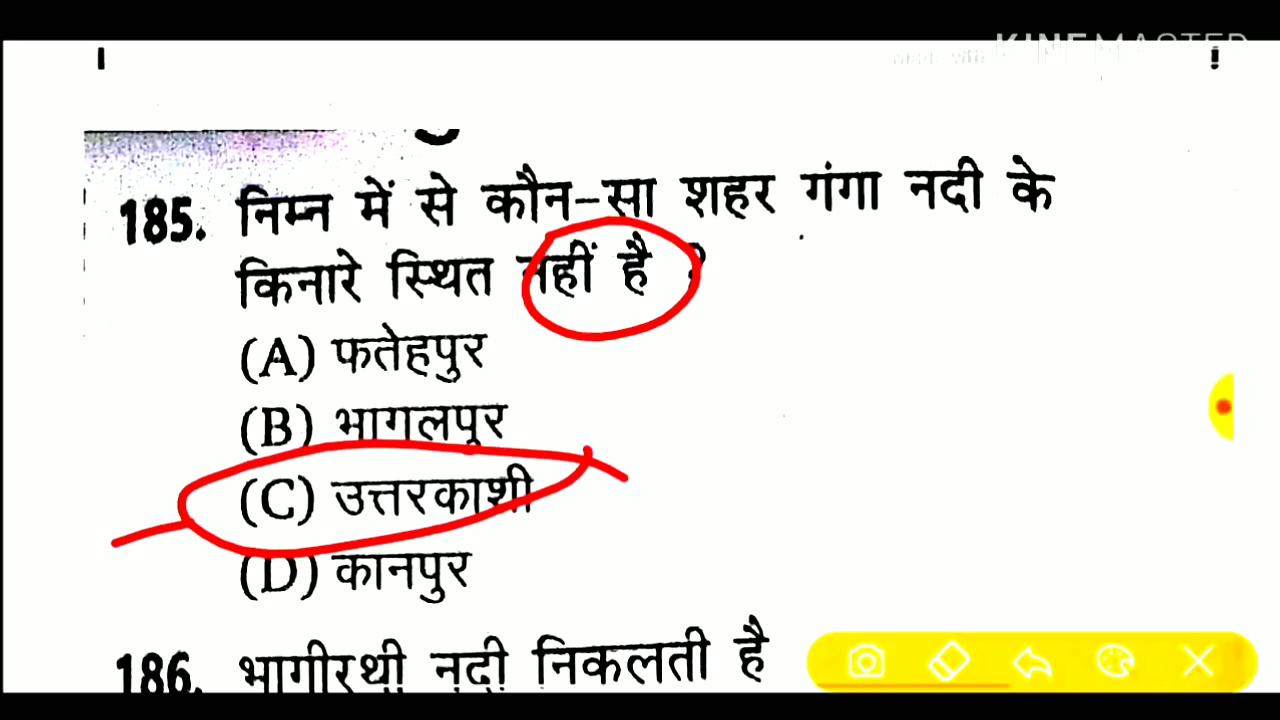 185. निम्न में से कौन-सा शहर गंगा नदी के
किनारे स्थित नहीं है ?
(A) फतेहपुर
(B) भागलपुर
(C) उत्तरकाशी
(D) कानपुर
186. भागीरथी नदी निकलती है